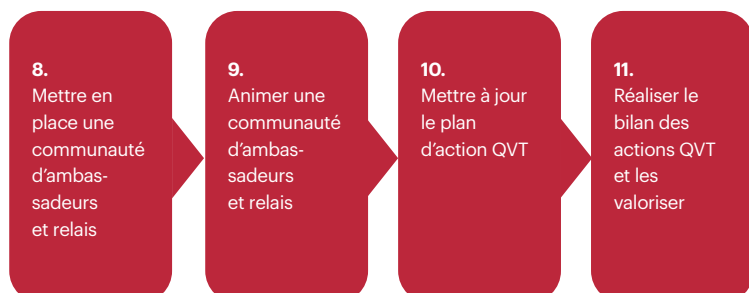 8.
Mettre en
place une
communauté
d'ambas-
sadeurs
et relais
9.
Animer une
communauté
d'ambas-
sadeurs
et relais
10.
Mettre à jour
le plan
d'action QVT
11.
Réaliser le
bilan des
actions QVT
et les
valoriser